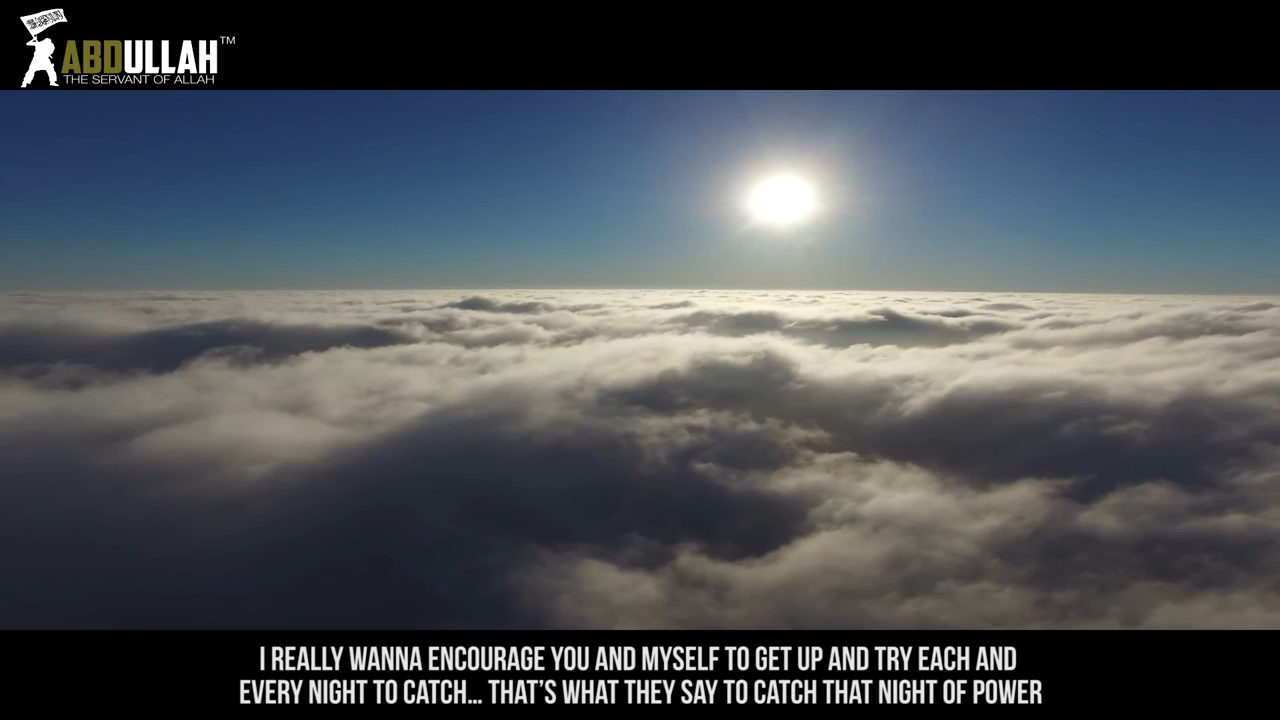 ABDULLAH™
THE SERVANT OF ALLAH
I REALLY WANNA ENCOURAGE YOU AND MYSELF TO GET UP AND TRY EACH AND
EVERY NIGHT TO CATCH... THAT'S WHAT THEY SAY TO CATCH THAT NIGHT OF POWER